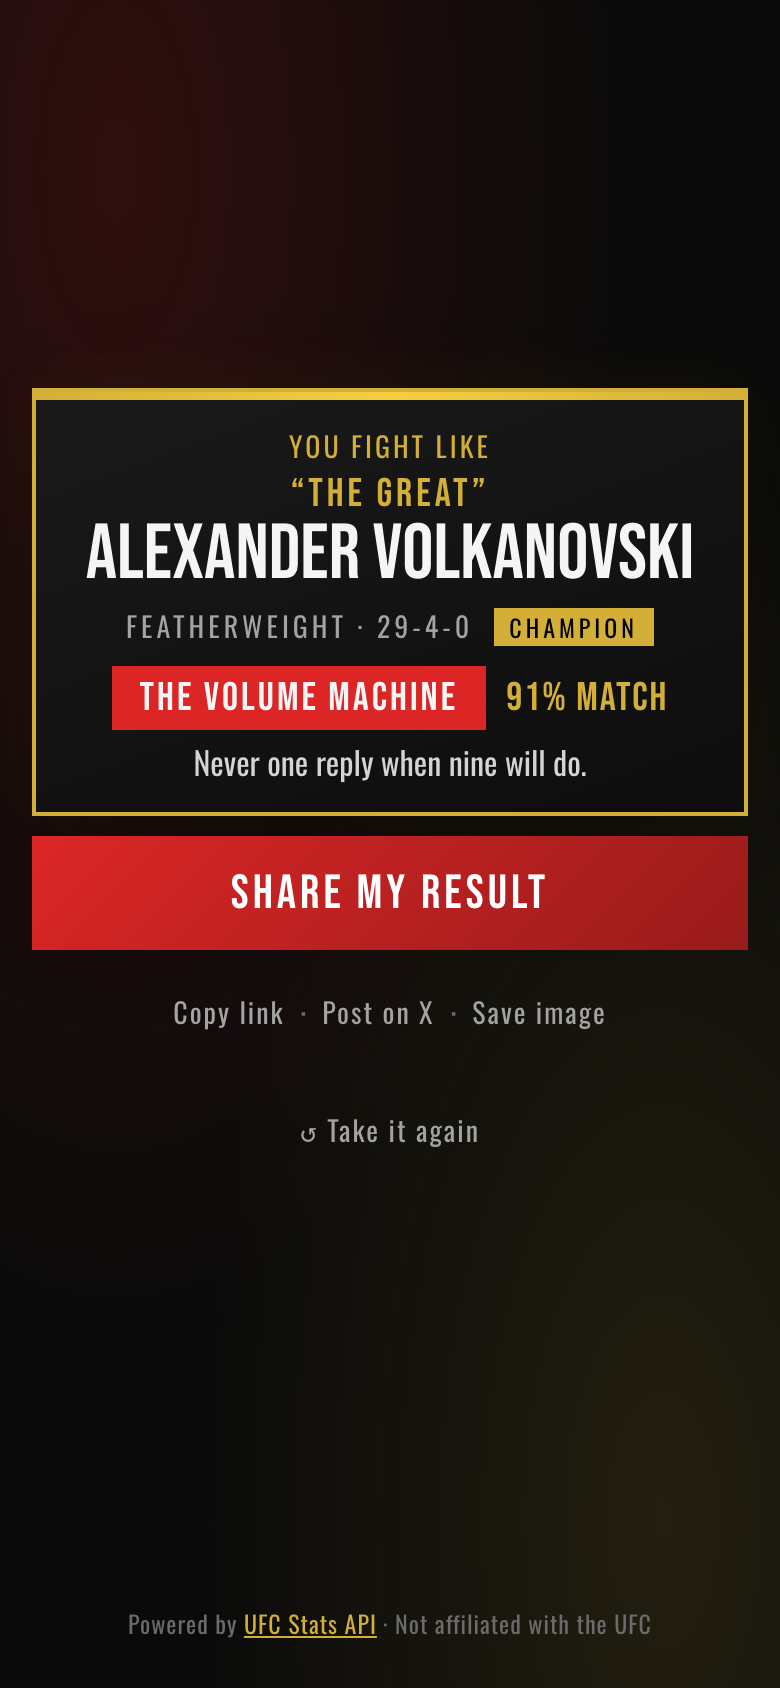 YOU FIGHT LIKE
“THE GREAT”
ALEXANDER VOLKANOVSKI
FEATHERWEIGHT · 29-4-0 CHAMPION
THE VOLUME MACHINE 91% MATCH
Never one reply when nine will do.
SHARE MY RESULT
Copy link · Post on X · Save image
↺ Take it again
Powered by UFC Stats API · Not affiliated with the UFC